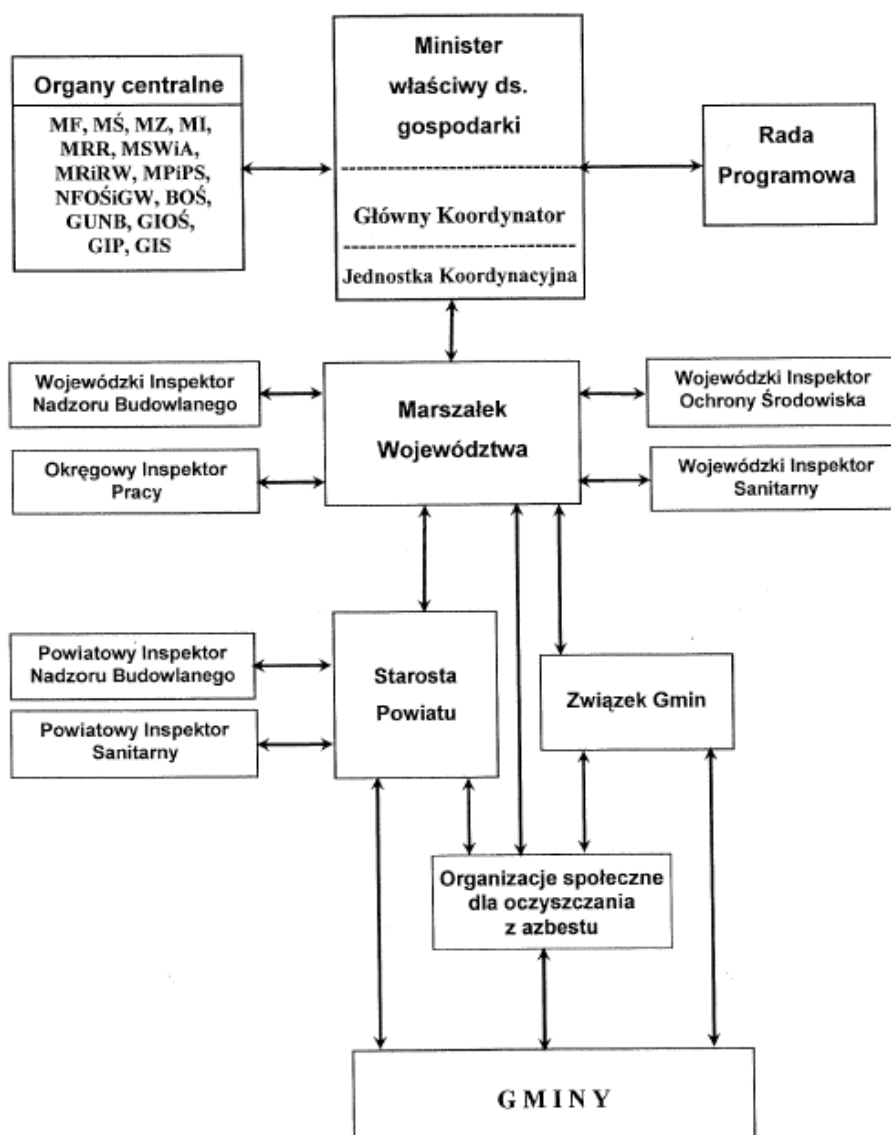 Organy centralne
MF, MŚ, MZ, MI,
MRR, MSWiA,
MRiRW, MPiPS,
NFOŚiGW, BOŚ,
GUNB, GIOŚ,
GIP, GIS
Minister
właściwy ds.
gospodarki
Główny Koordynator
Jednostka Koordynacyjna
Rada
Programowa
Wojewódzki Inspektor
Nadzoru Budowlanego
Okręgowy Inspektor
Pracy
Marszałek
Województwa
Wojewódzki Inspektor
Ochrony Środowiska
Wojewódzki Inspektor
Sanitarny
Powiatowy Inspektor
Nadzoru Budowlanego
Powiatowy Inspektor
Sanitarny
Starosta
Powiatu
Związek Gmin
Organizacje społeczne
dla oczyszczania
z azbestu
GMINY